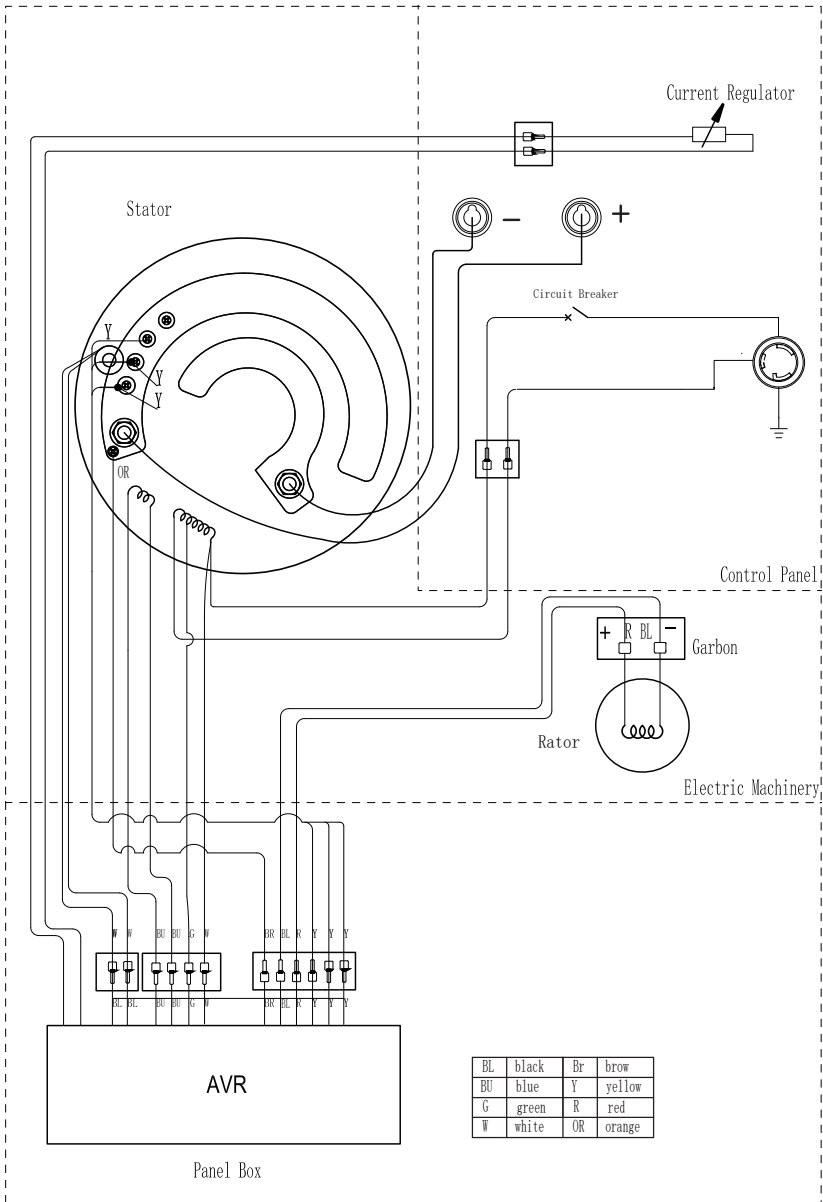 Current Regulator
Stator
−
+
Circuit Breaker
Y
Y
Y
OR
Control Panel
+ R BL −
Garbon
Rator
Electric Machinery
W W BU BU G W BR BL R Y Y Y
BL BL BU BU G W BR BL R Y Y Y
AVR
Panel Box
BL black Br brow
BU blue Y yellow
G green R red
W white OR orange